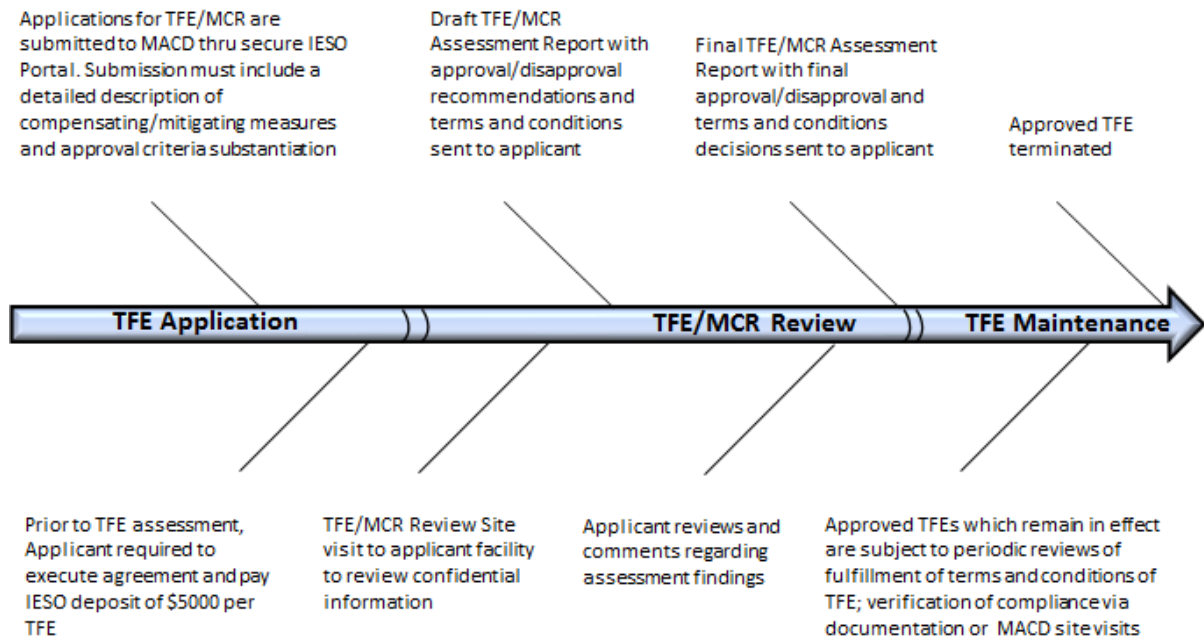 Applications for TFE/MCR are
submitted to MACD thru secure IESO
Portal. Submission must include a
detailed description of
compensating/mitigating measures
and approval criteria substantiation
Draft TFE/MCR
Assessment Report with
approval/disapproval
recommendations and
terms and conditions
sent to applicant
Final TFE/MCR Assessment
Report with final
approval/disapproval and
terms and conditions
decisions sent to applicant
Approved TFE
terminated
TFE Application
TFE/MCR Review
TFE Maintenance
Prior to TFE assessment,
Applicant required to
execute agreement and pay
IESO deposit of $5000 per
TFE
TFE/MCR Review Site
visit to applicant facility
to review confidential
information
Applicant reviews and
comments regarding
assessment findings
Approved TFEs which remain in effect
are subject to periodic reviews of
fulfillment of terms and conditions of
TFE; verification of compliance via
documentation or MACD site visits